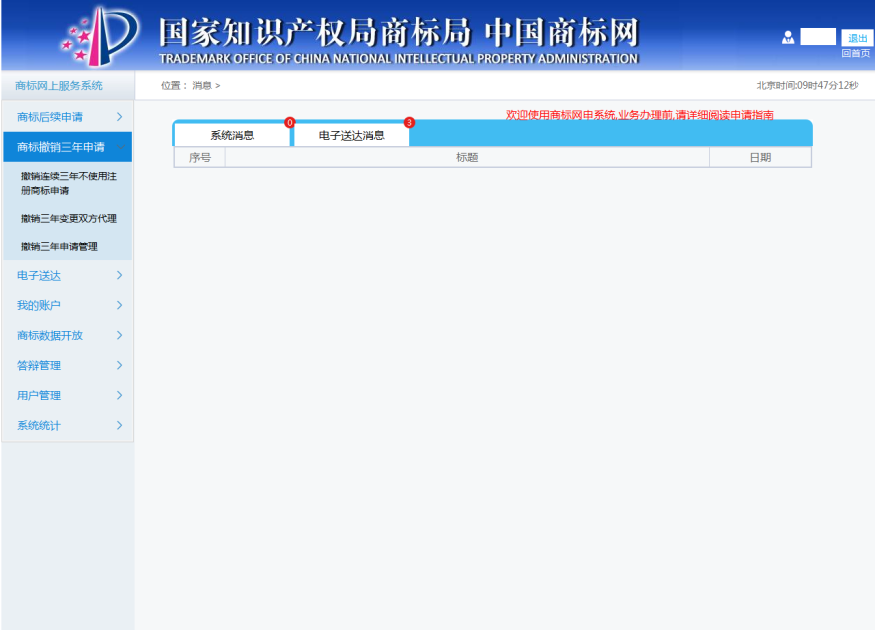 国家知识产权局商标局 中国商标网
TRADEMARK OFFICE OF CHINA NATIONAL INTELLECTUAL PROPERTY ADMINISTRATION
退出
回首页
商标网上服务系统
位置： 消息 >
北京时间:09时47分12秒
商标后续申请
商标撤销三年申请
撤销连续三年不使用注
册商标申请
撤销三年变更双方代理
撤销三年申请管理
电子送达
我的账户
商标数据开放
答辩管理
用户管理
系统统计
欢迎使用商标网申系统,业务办理前,请详细阅读申请指南
系统消息 0 电子送达消息 3
序号 标题 日期